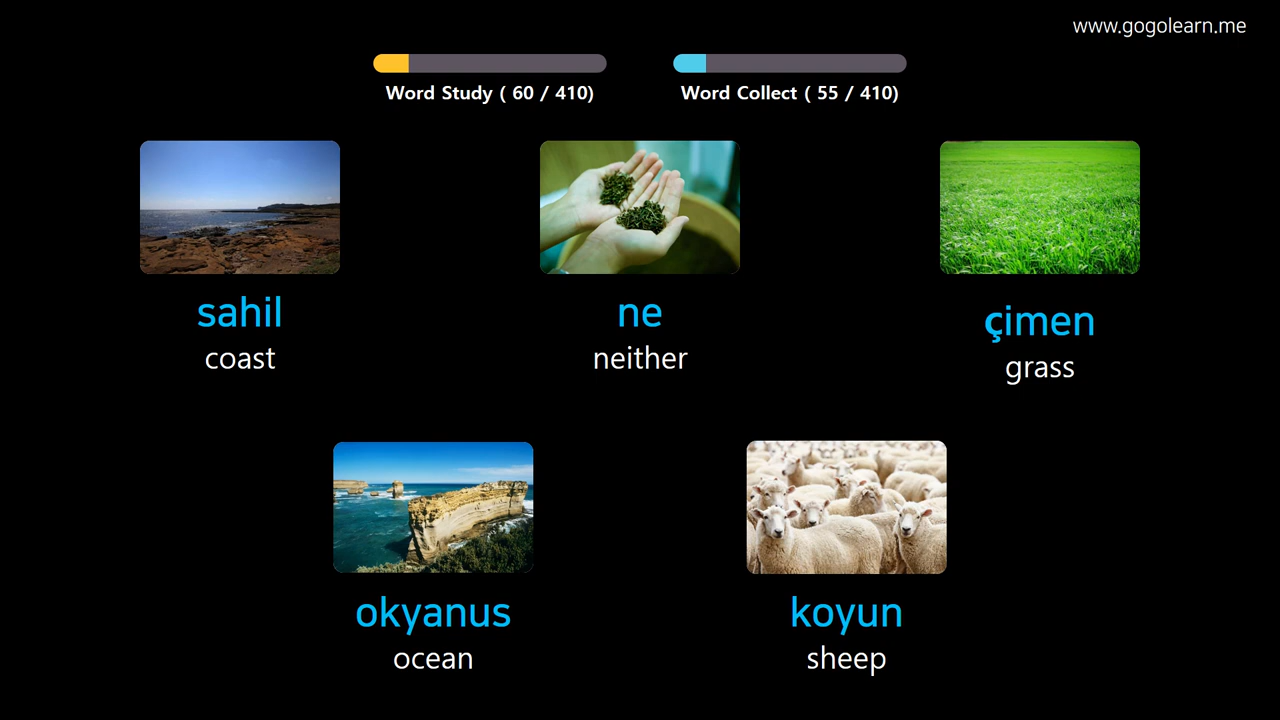 www.gogolearn.me
Word Study ( 60 / 410)
Word Collect ( 55 / 410)
sahil
coast
ne
neither
çimen
grass
okyanus
ocean
koyun
sheep